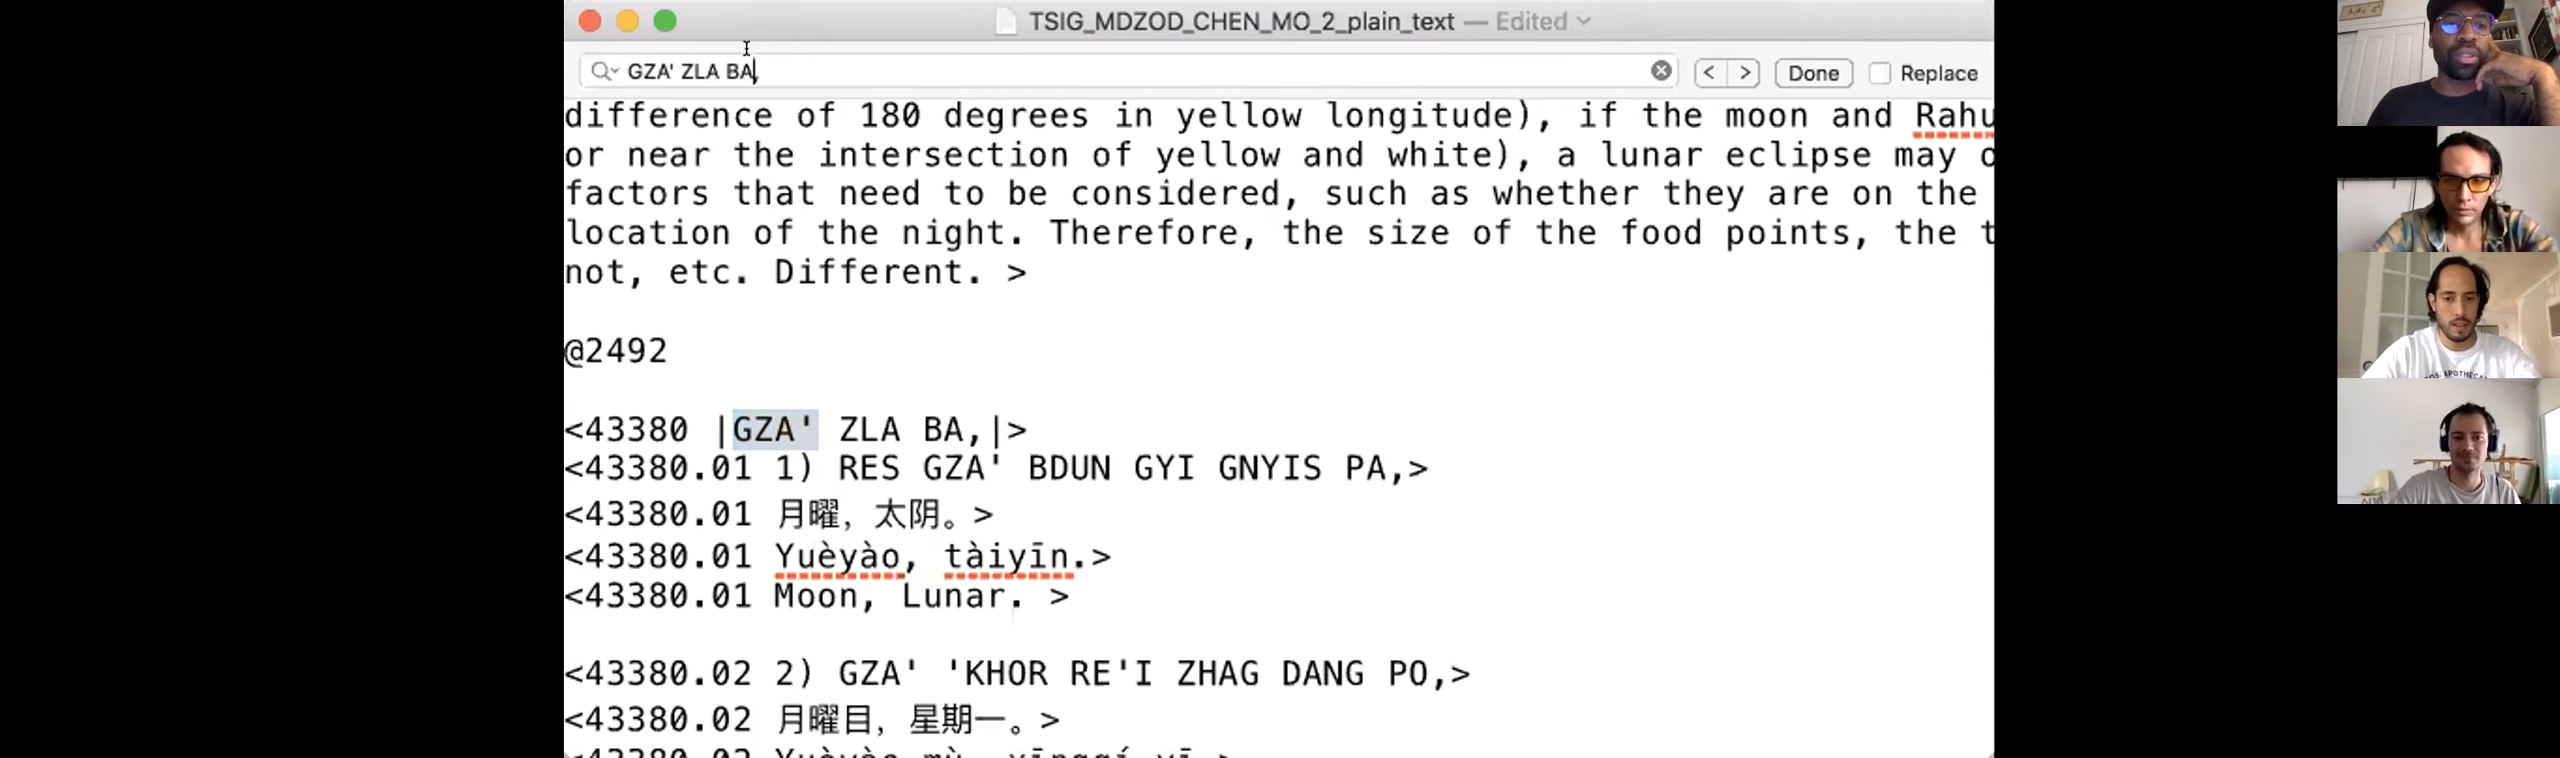 TSIG_MDZOD_CHEN_MO_2_plain_text — Edited
GZA' ZLA BA,
< > Done Replace
difference of 180 degrees in yellow longitude), if the moon and Rahu
or near the intersection of yellow and white), a lunar eclipse may
factors that need to be considered, such as whether they are on the
location of the night. Therefore, the size of the food points, the
not, etc. Different. >
@2492
<43380 |GZA' ZLA BA,|>
<43380.01 1) RES GZA' BDUN GYI GNYIS PA,>
<43380.01 月曜，太阴。>
<43380.01 Yuèyào, tàiyīn.>
<43380.01 Moon, Lunar. >
<43380.02 2) GZA' 'KHOR RE'I ZHAG DANG PO,>
<43380.02 月曜目，星期一。>